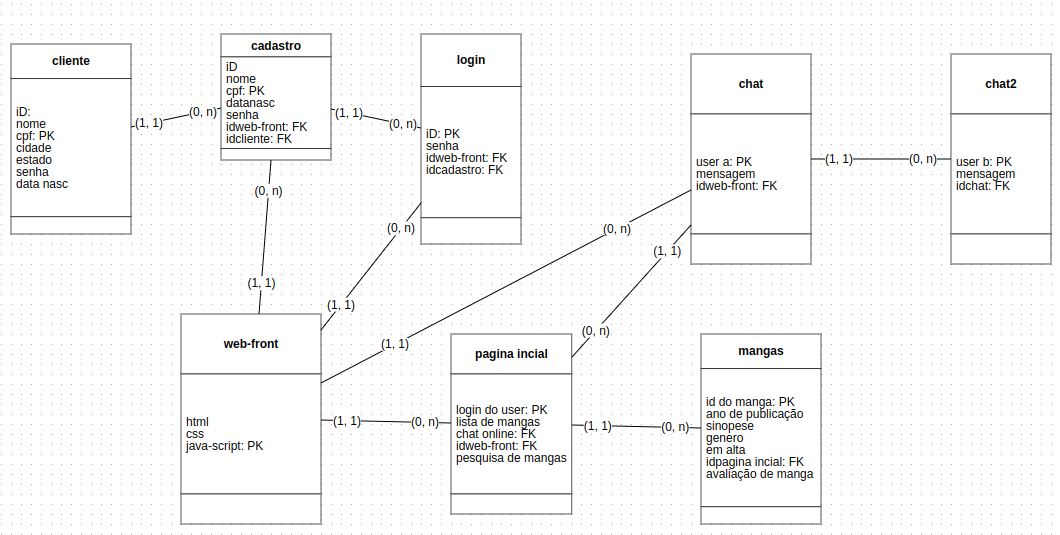 cliente
iD:
nome
cpf: PK
cidade
estado
senha
data nasc
(1, 1)
(0, n)
cadastro
iD
nome
cpf: PK
datanasc
senha
idweb-front: FK
idcliente: FK
(1, 1)
(0, n)
login
iD: PK
senha
idweb-front: FK
idcadastro: FK
chat
user a: PK
mensagem
idweb-front: FK
(1, 1)
(0, n)
chat2
user b: PK
mensagem
idchat: FK
(0, n)
(1, 1)
(0, n)
(1, 1)
(0, n)
(1, 1)
(1, 1)
(0, n)
web-front
html
css
java-script: PK
(1, 1)
(0, n)
pagina incial
login do user: PK
lista de mangas
chat online: FK
idweb-front: FK
pesquisa de mangas
(1, 1)
(0, n)
mangas
id do manga: PK
ano de publicação
sinopese
genero
em alta
idpagina incial: FK
avaliação de manga